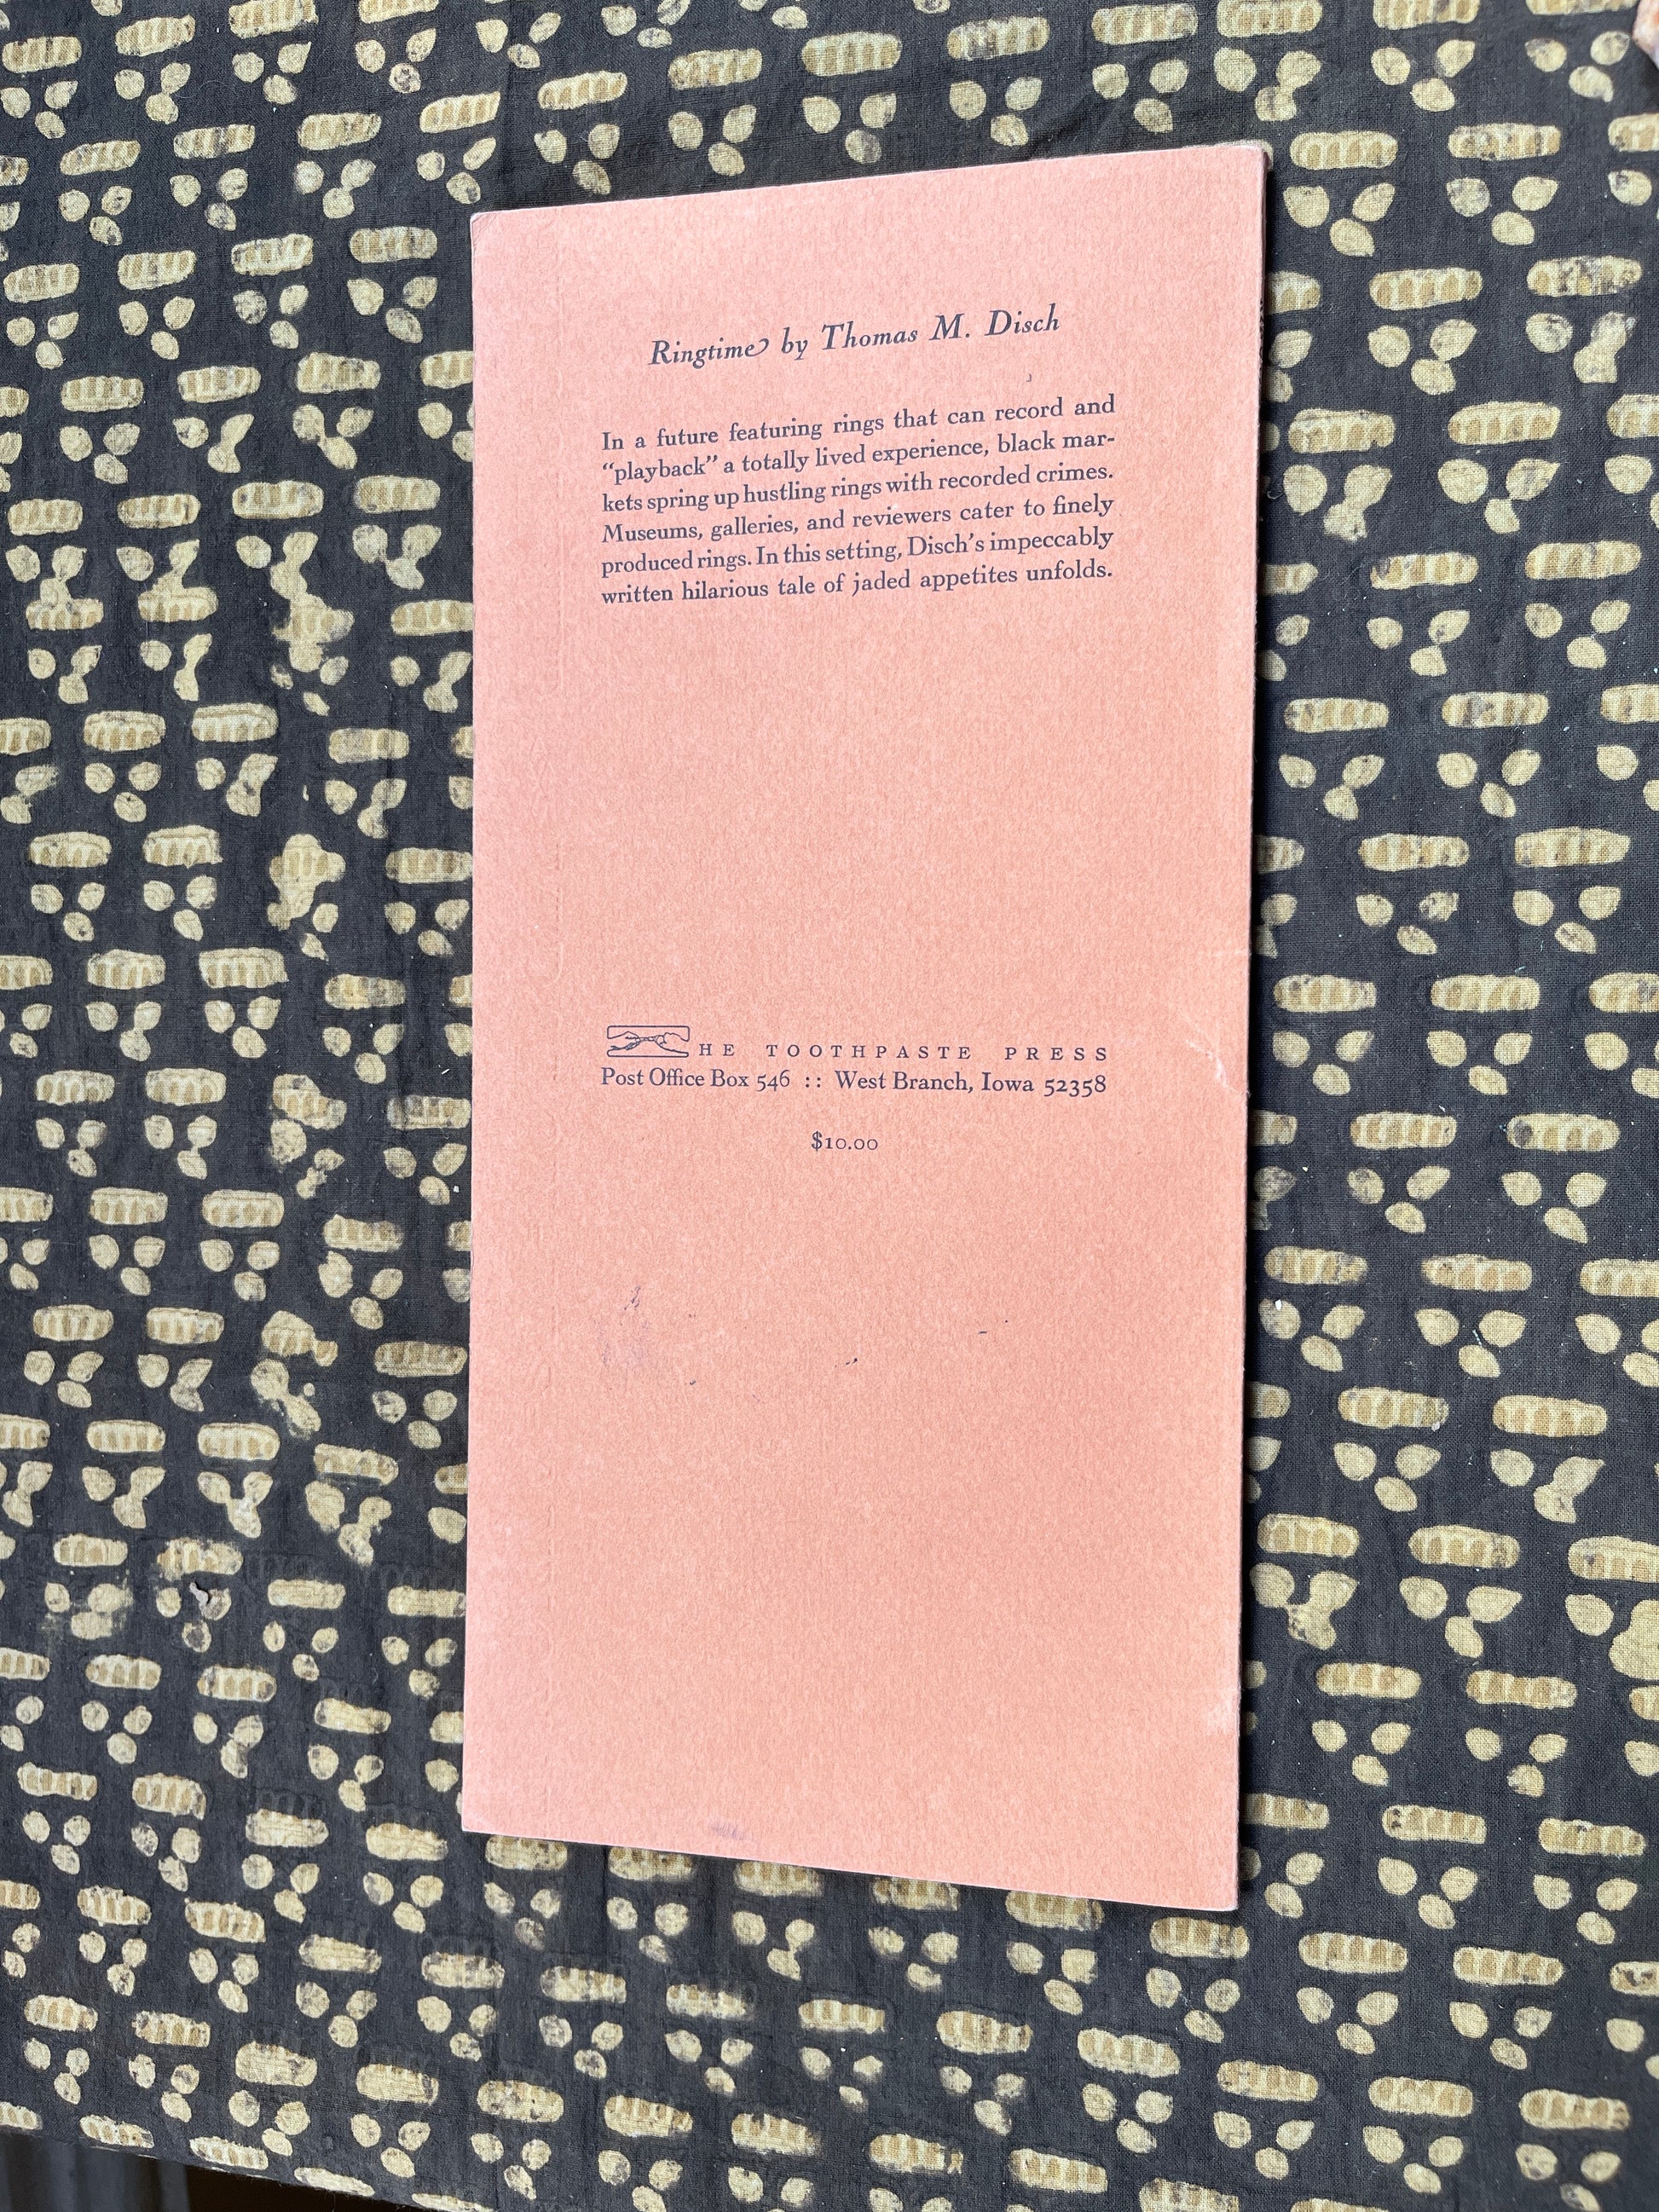 Ringtime by Thomas M. Disch
In a future featuring rings that can record and
“playback” a totally lived experience, black mar-
kets spring up hustling rings with recorded crimes.
Museums, galleries, and reviewers cater to finely
produced rings. In this setting, Disch’s impeccably
written hilarious tale of jaded appetites unfolds.
THE TOOTHPASTE PRESS
Post Office Box 546 :: West Branch, Iowa 52358
$10.00